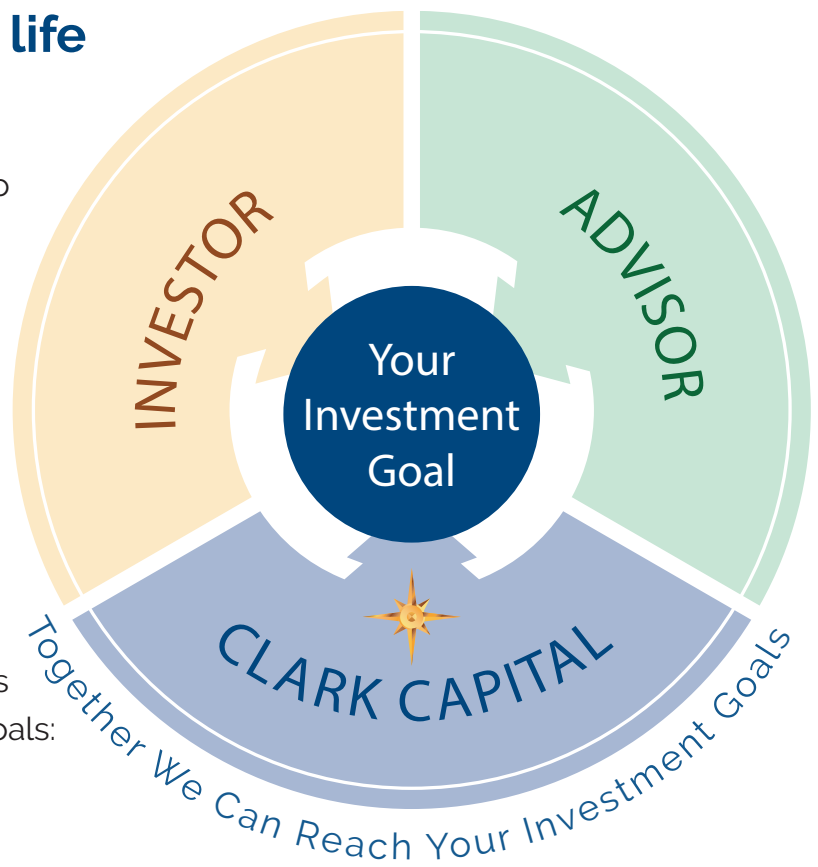 life
INVESTOR
ADVISOR
Your
Investment
Goal
CLARK CAPITAL
Together We Can Reach Your Investment Goals